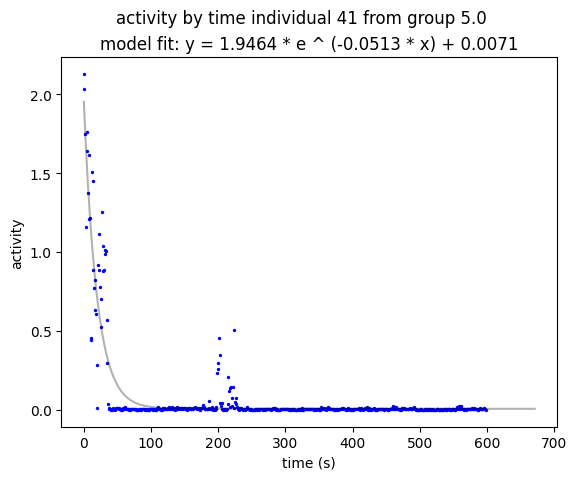 activity by time individual 41 from group 5.0
model fit: y = 1.9464 * e ^ (-0.0513 * x) + 0.0071
2.0
1.5
1.0
0.5
0.0
activity
0 100 200 300 400 500 600 700
time (s)